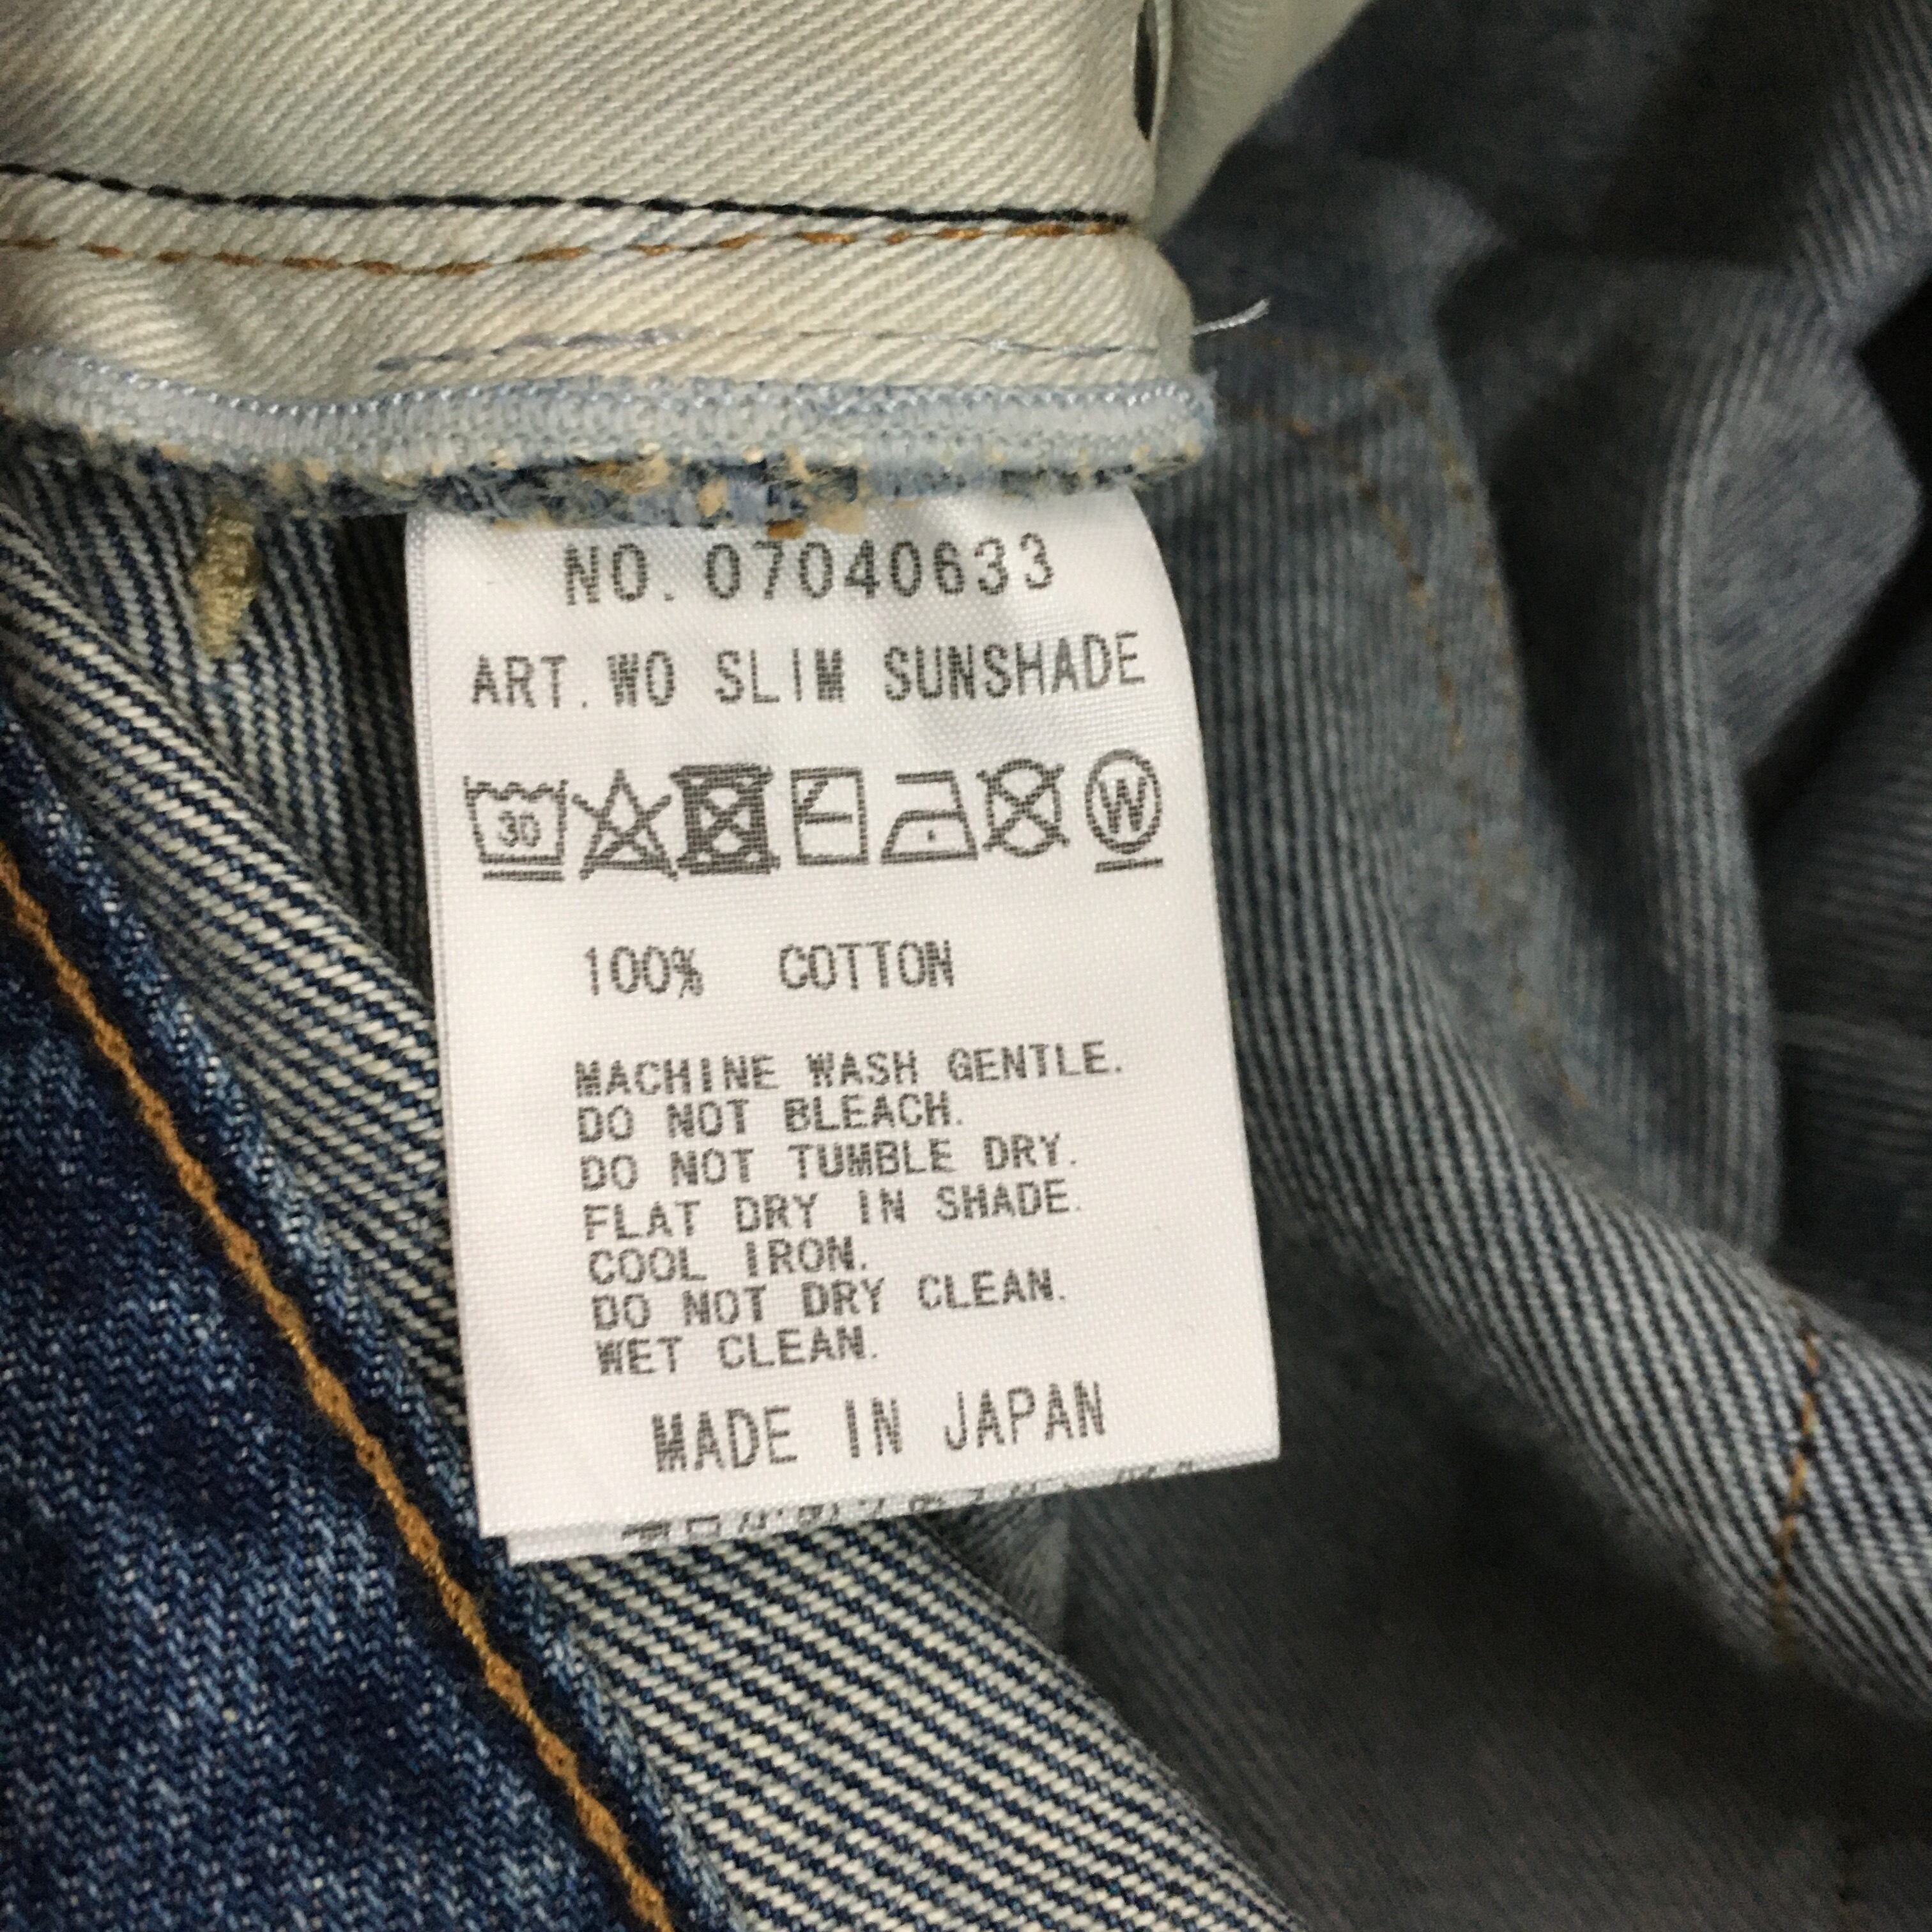 NO. 07040633
ART. WO SLIM SUNSHADE
30
W
100% COTTON
MACHINE WASH GENTLE.
DO NOT BLEACH.
DO NOT TUMBLE DRY.
FLAT DRY IN SHADE.
COOL IRON.
DO NOT DRY CLEAN.
WET CLEAN.
MADE IN JAPAN